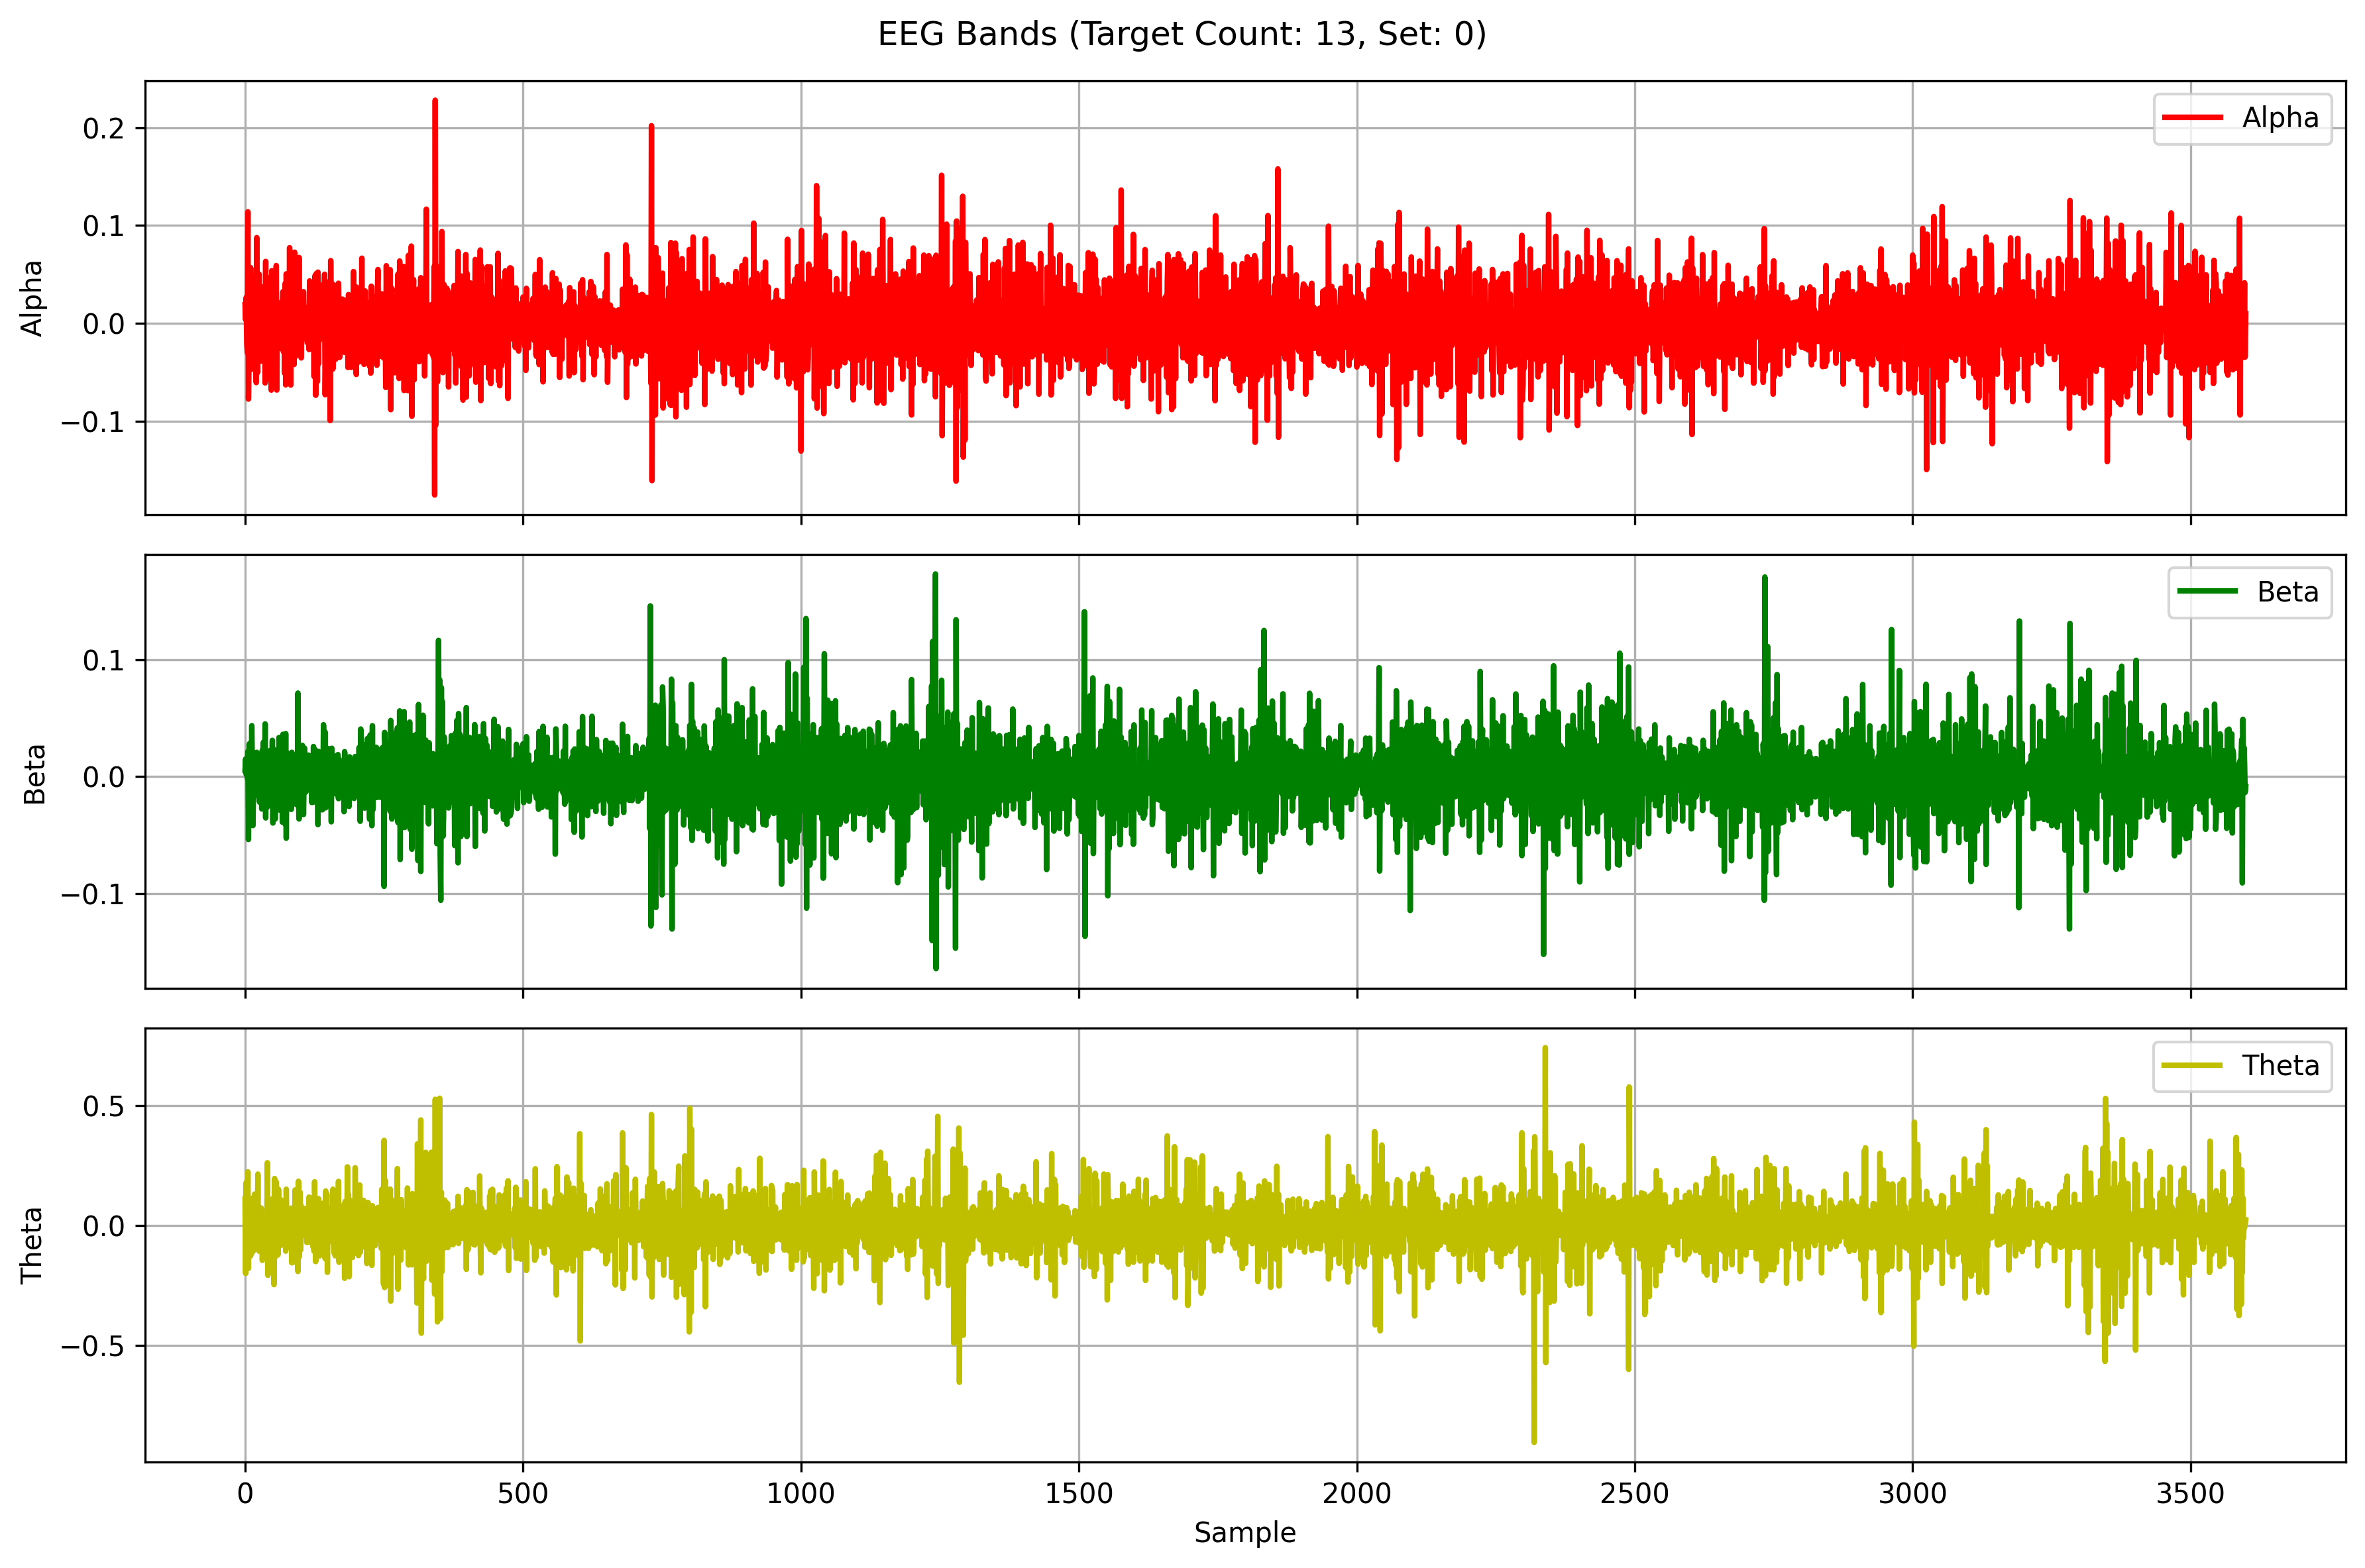 EEG Bands (Target Count: 13, Set: 0)
Alpha
0.2
0.1
0.0
−0.1
Alpha
Beta
0.1
0.0
−0.1
Beta
Theta
0.5
0.0
−0.5
Theta
0 500 1000 1500 2000 2500 3000 3500
Sample